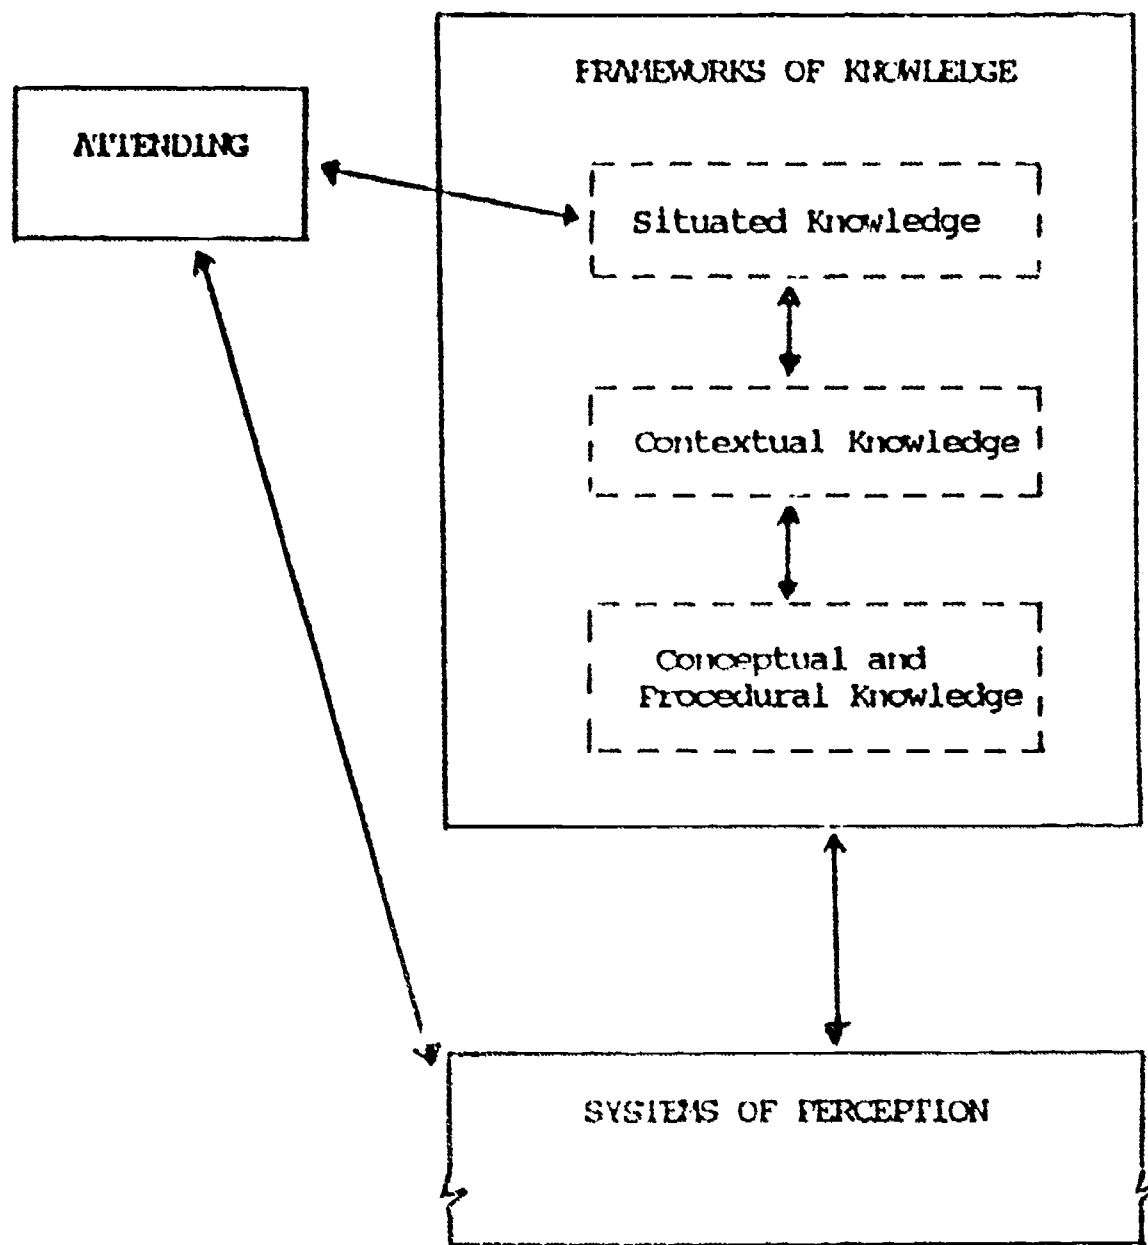 FRAMEWORKS OF KNOWLEDGE
ATTENDING
Situated Knowledge
Contextual Knowledge
Conceptual and
Procedural Knowledge
SYSTEMS OF PERCEPTION